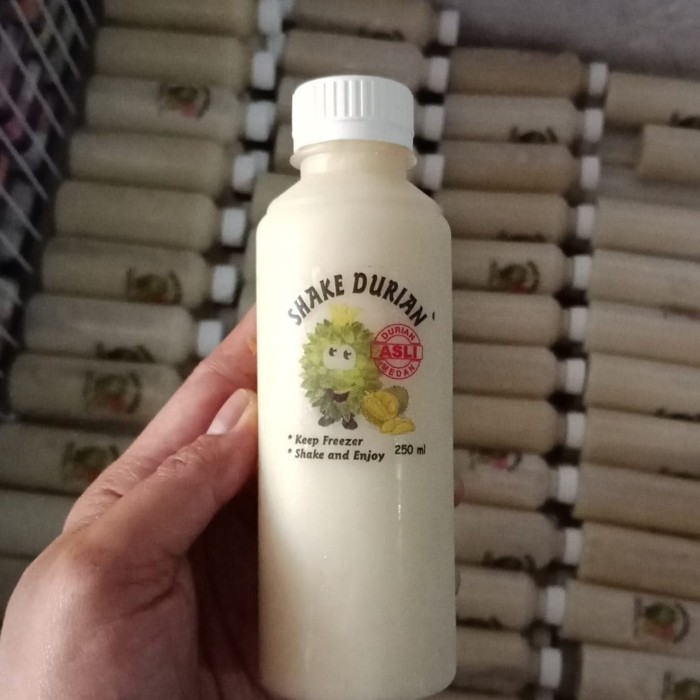 SHAKE DURIAN
DURIAN
ASLI
MEDAN
* Keep Freezer
* Shake and Enjoy
250 ml